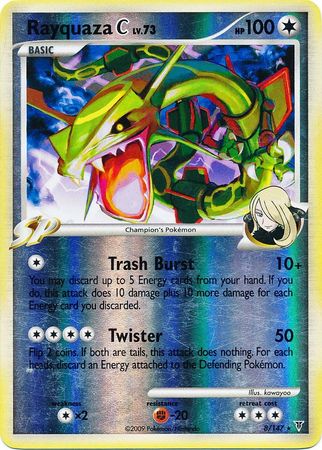 Rayquaza C LV.73
HP 100
BASIC
Champion's Pokémon
SP
Trash Burst 10+
You may discard up to 5 Energy cards from your hand. If you
do, this attack does 10 damage plus 10 more damage for each
Energy card you discarded.
Twister 50
Flip 2 coins. If both are tails, this attack does nothing. For each
heads, discard an Energy attached to the Defending Pokémon.
Illus. kawayoo
weakness resistance retreat cost
×2 -20
©2009 Pokémon/Nintendo 8/147 ★